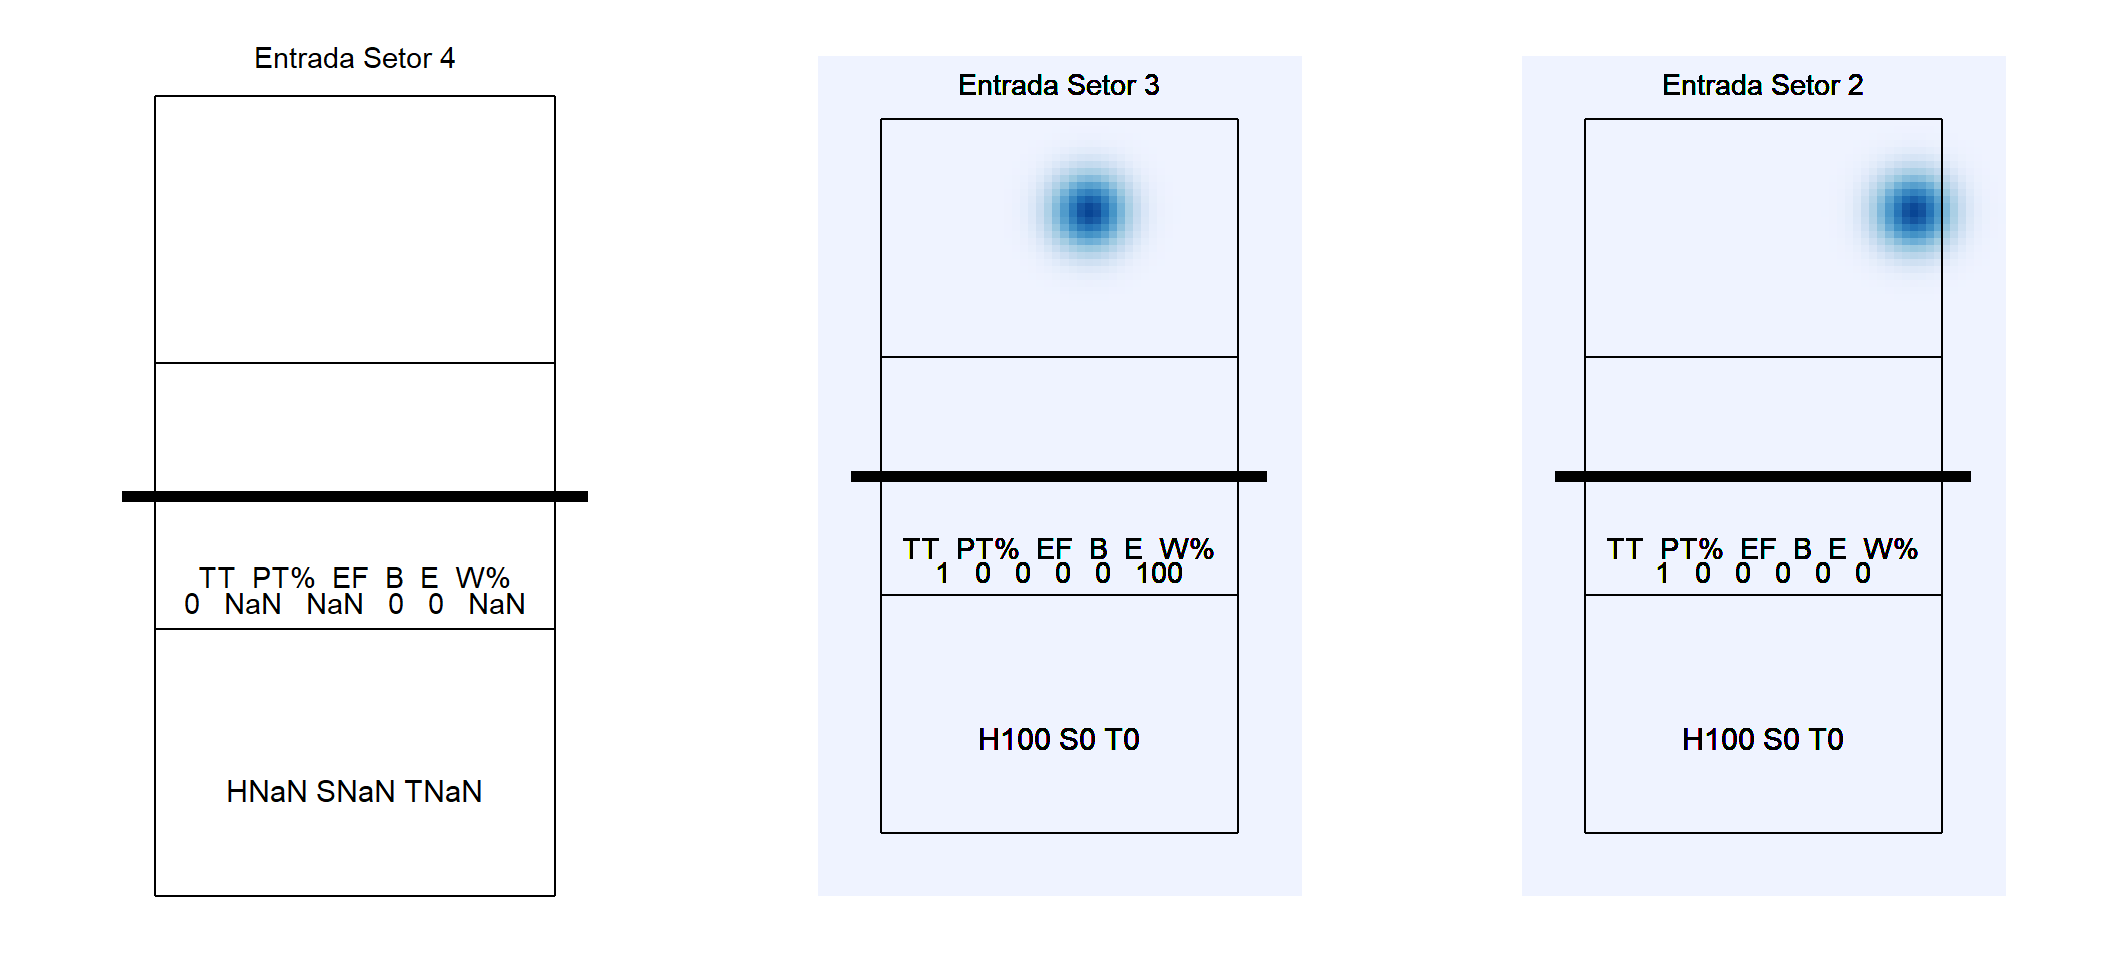 Entrada Setor 4
TT PT% EF B E W%
0 NaN NaN 0 0 NaN
HNaN SNaN TNaN
Entrada Setor 3
TT PT% EF B E W%
1 0 0 0 0 100
H100 S0 T0
Entrada Setor 2
TT PT% EF B E W%
1 0 0 0 0 0
H100 S0 T0